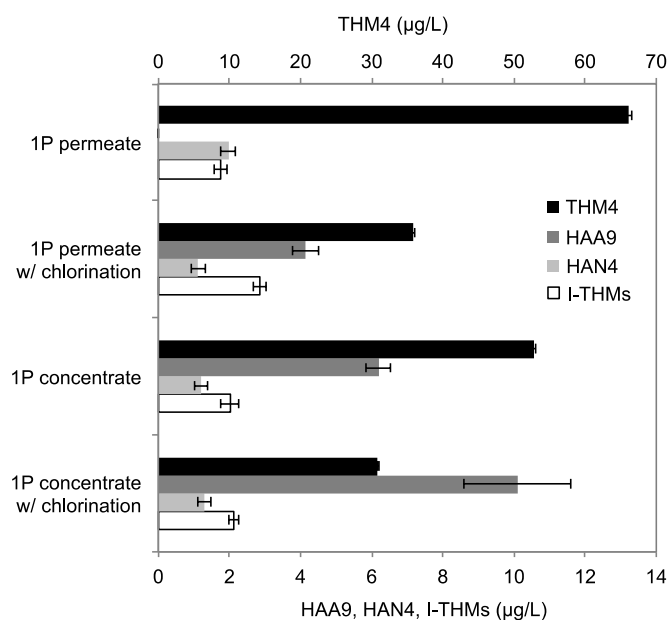 THM4 (µg/L)
0 10 20 30 40 50 60 70
1P permeate
1P permeate
w/ chlorination
1P concentrate
1P concentrate
w/ chlorination
THM4
HAA9
HAN4
I-THMs
0 2 4 6 8 10 12 14
HAA9, HAN4, I-THMs (µg/L)